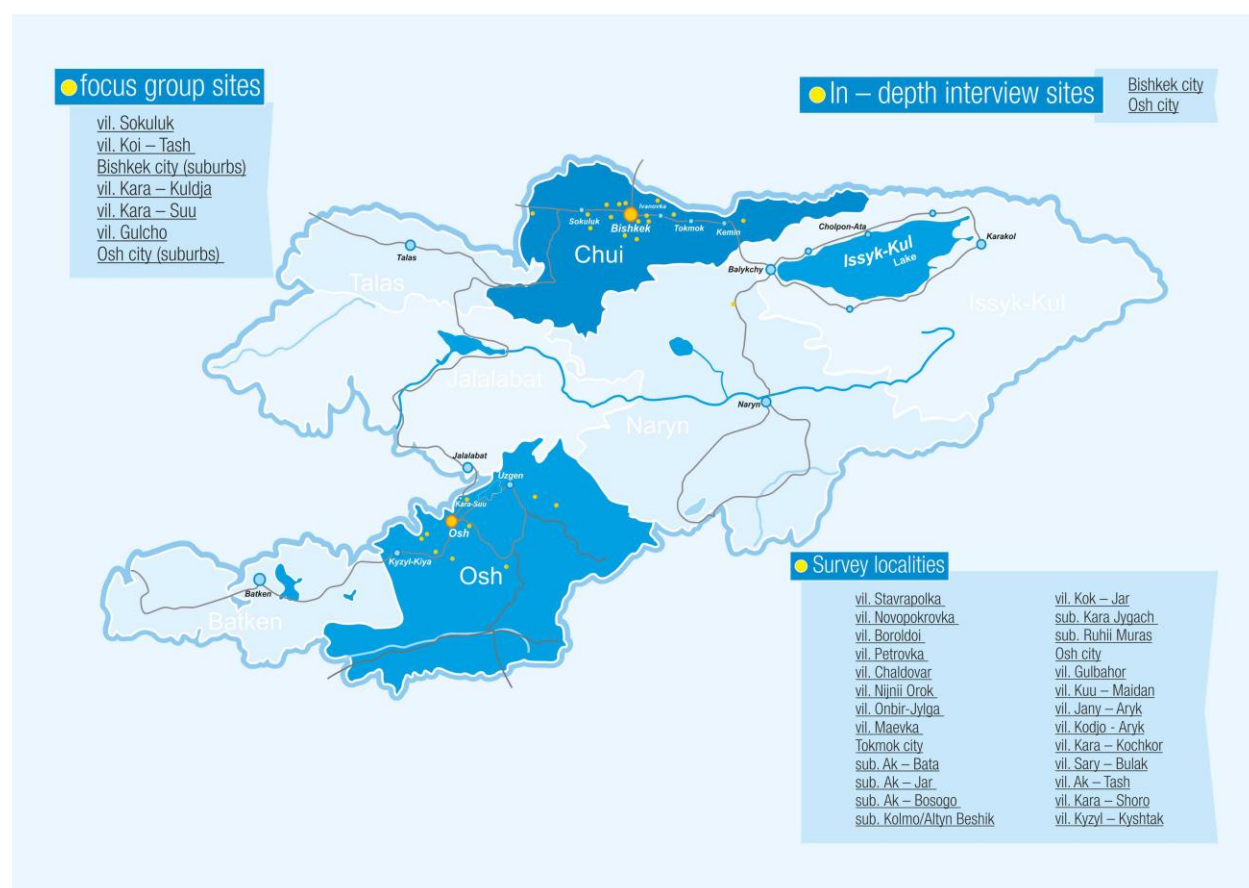 focus group sites
vil. Sokuluk
vil. Koi – Tash
Bishkek city (suburbs)
vil. Kara – Kuldja
vil. Kara – Suu
vil. Gulcho
Osh city (suburbs)
In – depth interview sites
Bishkek city
Osh city
Ivanovka
Sokuluk
Bishkek
Tokmok
Kemin
Chui
Cholpon-Ata
Karakol
Issyk-Kul
Lake
Balykchy
Talas
Talas
Issyk-Kul
Jalalabat
Naryn
Naryn
Jalalabat
Uzgen
Kara-Suu
Osh
Kyzyl-Kiya
Osh
Batken
Batken
Survey localities
vil. Stavrapolka
vil. Novopokrovka
vil. Boroldoi
vil. Petrovka
vil. Chaldovar
vil. Nijnii Orok
vil. Onbir-Jylga
vil. Maevka
Tokmok city
sub. Ak – Bata
sub. Ak – Jar
sub. Ak – Bosogo
sub. Kolmo/Altyn Beshik
vil. Kok – Jar
sub. Kara Jygach
sub. Ruhii Muras
Osh city
vil. Gulbahor
vil. Kuu – Maidan
vil. Jany – Aryk
vil. Kodjo - Aryk
vil. Kara – Kochkor
vil. Sary – Bulak
vil. Ak – Tash
vil. Kara – Shoro
vil. Kyzyl – Kyshtak